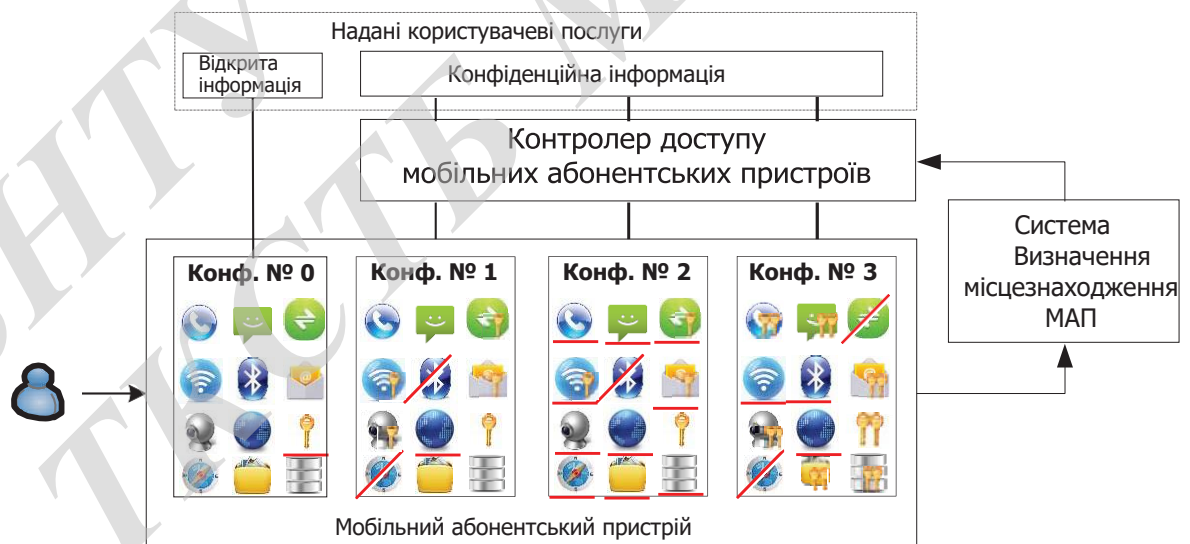 Надані користувачеві послуги
Відкрита
інформація
Конфіденційна інформація
Контролер доступу
мобільних абонентських пристроїв
Система
Визначення
місцезнаходження
МАП
Конф. № 0
Конф. № 1
Конф. № 2
Конф. № 3
Мобільний абонентський пристрій